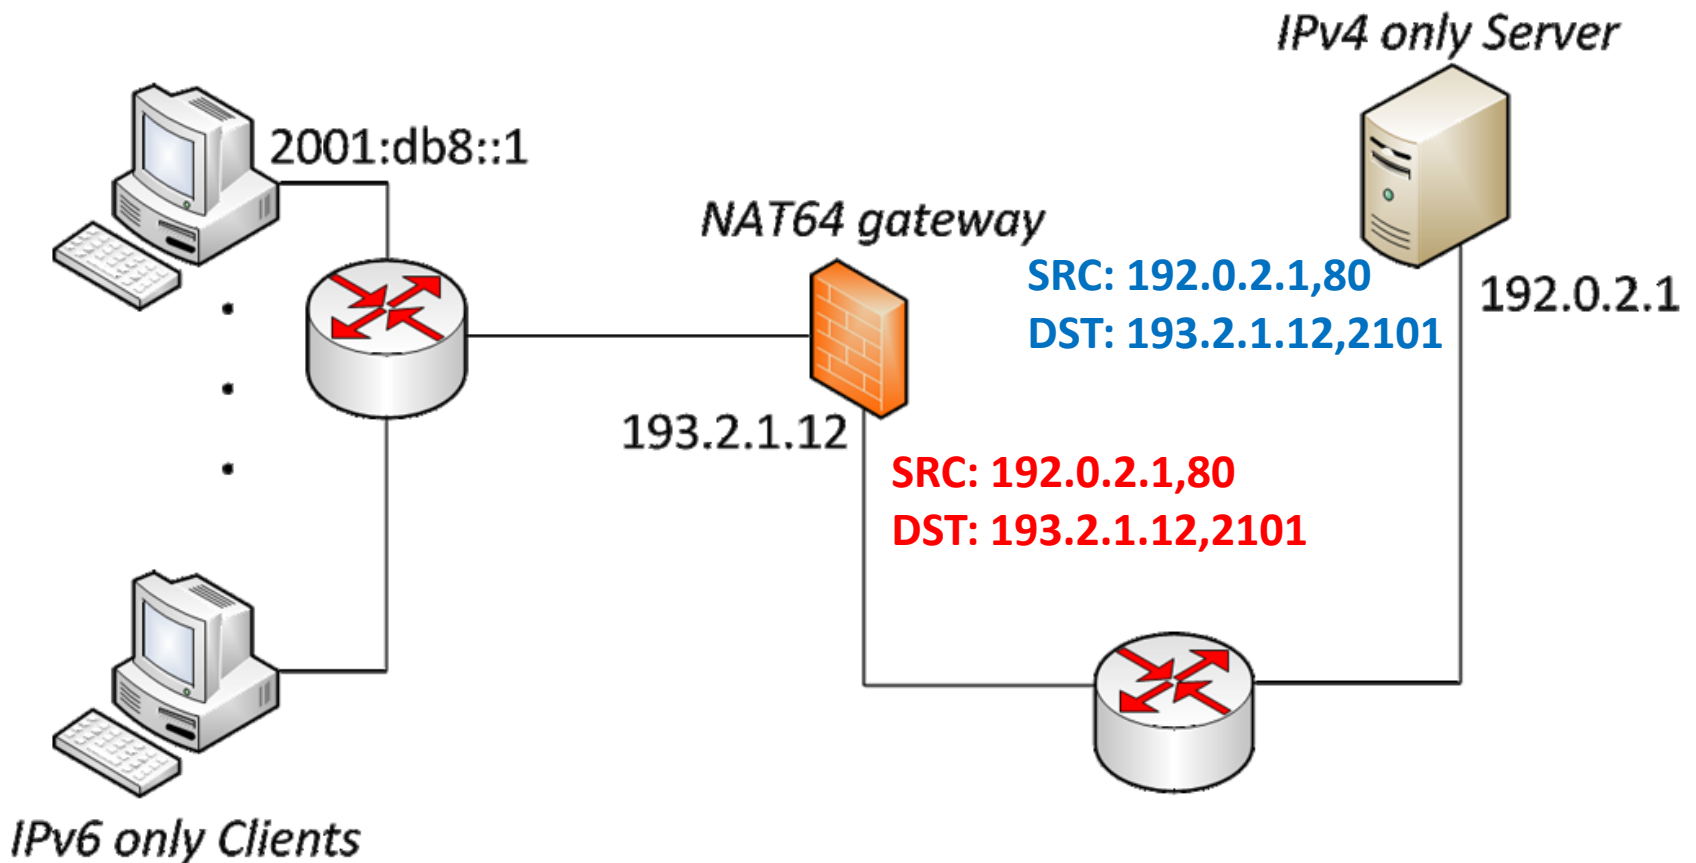 IPv4 only Server
2001:db8::1
NAT64 gateway
SRC: 192.0.2.1,80
DST: 193.2.1.12,2101
192.0.2.1
193.2.1.12
SRC: 192.0.2.1,80
DST: 193.2.1.12,2101
IPv6 only Clients